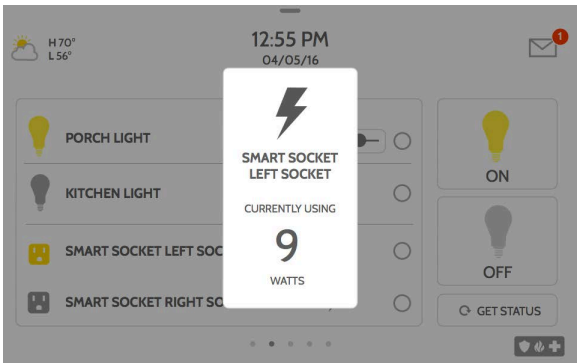 H 70°
L 56°
12:55 PM
04/05/16
1
PORCH LIGHT
KITCHEN LIGHT
SMART SOCKET LEFT SOC
SMART SOCKET RIGHT SO
SMART SOCKET
LEFT SOCKET
CURRENTLY USING
9
WATTS
ON
OFF
GET STATUS